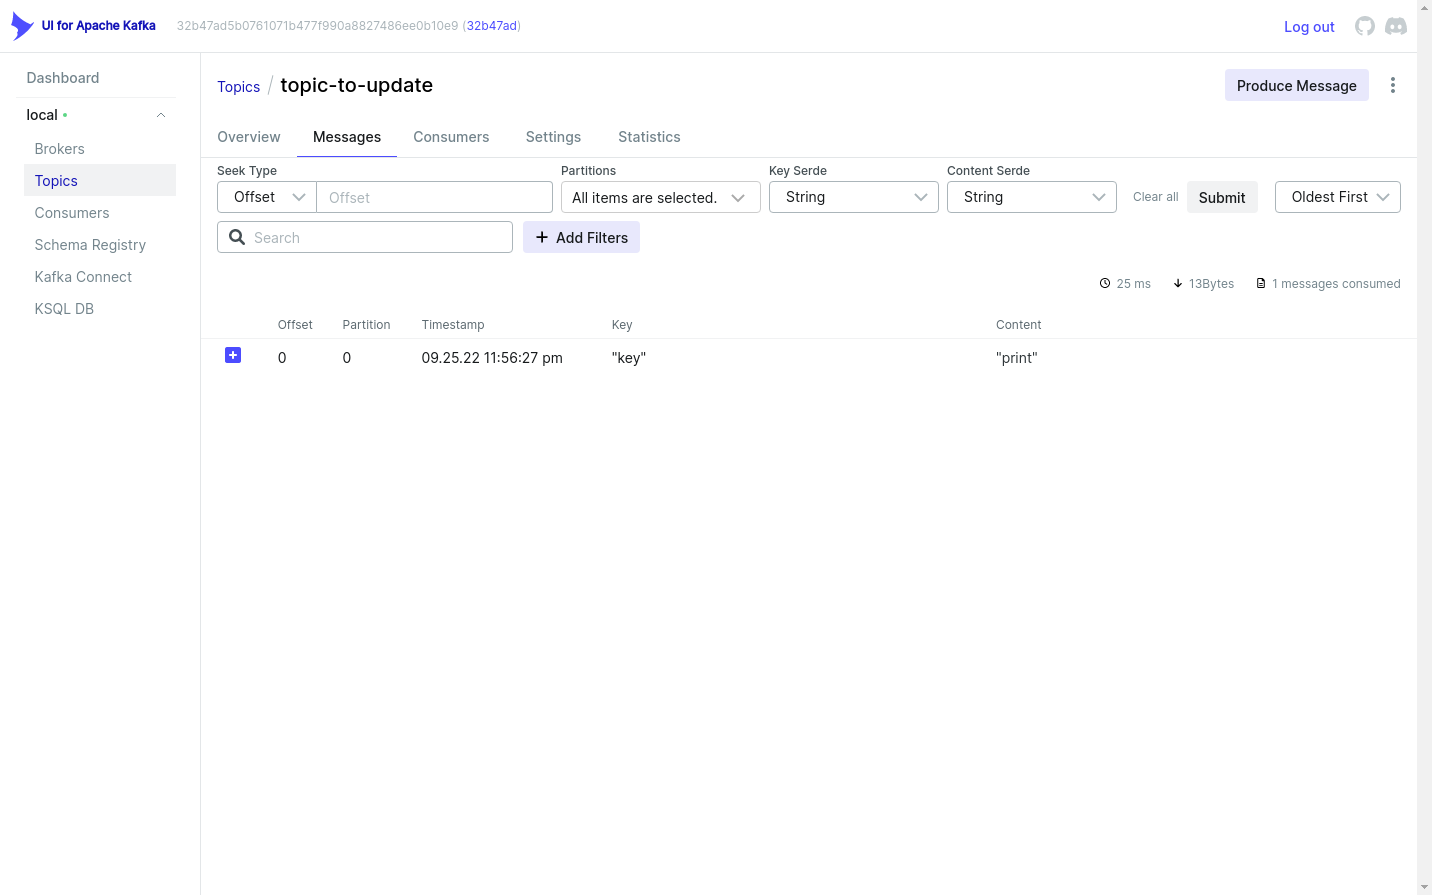 UI for Apache Kafka 32b47ad5b0761071b477f990a8827486ee0b10e9 (32b47ad) Log out
Dashboard
local
Brokers
Topics
Consumers
Schema Registry
Kafka Connect
KSQL DB
Topics / topic-to-update Produce Message
Overview Messages Consumers Settings Statistics
Seek Type Partitions Key Serde Content Serde
Offset Offset All items are selected. String String Clear all Submit Oldest First
Search Add Filters
25 ms 13Bytes 1 messages consumed
Offset Partition Timestamp Key Content
0 0 09.25.22 11:56:27 pm "key" "print"